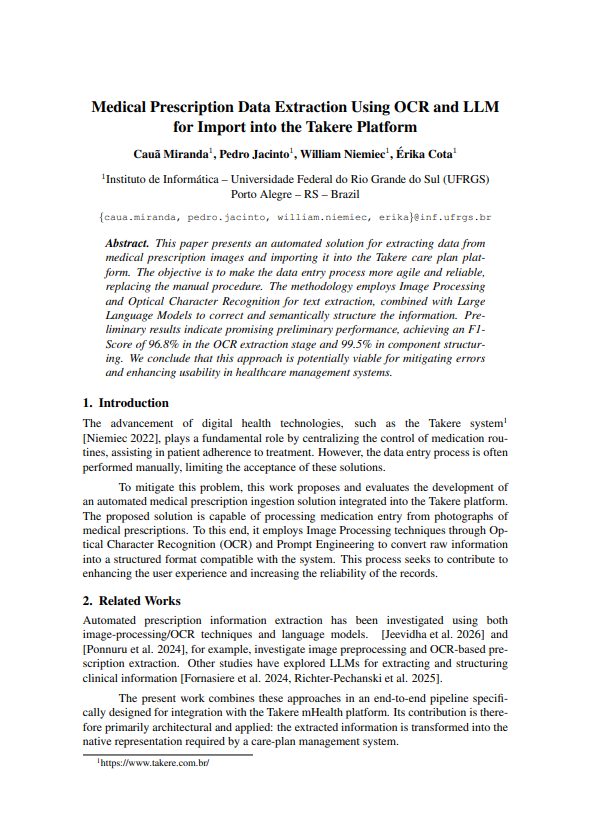 Medical Prescription Data Extraction Using OCR and LLM
for Import into the Takere Platform
Cauã Miranda¹, Pedro Jacinto¹, William Niemiec¹, Érika Cota¹
¹Instituto de Informática – Universidade Federal do Rio Grande do Sul (UFRGS)
Porto Alegre – RS – Brazil
{caua.miranda, pedro.jacinto, william.niemiec, erika}@inf.ufrgs.br
Abstract. This paper presents an automated solution for extracting data from
medical prescription images and importing it into the Takere care plan plat-
form. The objective is to make the data entry process more agile and reliable,
replacing the manual procedure. The methodology employs Image Processing
and Optical Character Recognition for text extraction, combined with Large
Language Models to correct and semantically structure the information. Pre-
liminary results indicate promising preliminary performance, achieving an F1-
Score of 96.8% in the OCR extraction stage and 99.5% in component structur-
ing. We conclude that this approach is potentially viable for mitigating errors
and enhancing usability in healthcare management systems.
1. Introduction
The advancement of digital health technologies, such as the Takere system¹
[Niemiec 2022], plays a fundamental role by centralizing the control of medication rou-
tines, assisting in patient adherence to treatment. However, the data entry process is often
performed manually, limiting the acceptance of these solutions.
To mitigate this problem, this work proposes and evaluates the development of
an automated medical prescription ingestion solution integrated into the Takere platform.
The proposed solution is capable of processing medication entry from photographs of
medical prescriptions. To this end, it employs Image Processing techniques through Op-
tical Character Recognition (OCR) and Prompt Engineering to convert raw information
into a structured format compatible with the system. This process seeks to contribute to
enhancing the user experience and increasing the reliability of the records.
2. Related Works
Automated prescription information extraction has been investigated using both
image-processing/OCR techniques and language models. [Jeevidha et al. 2026] and
[Ponnuru et al. 2024], for example, investigate image preprocessing and OCR-based pre-
scription extraction. Other studies have explored LLMs for extracting and structuring
clinical information [Fornasiere et al. 2024, Richter-Pechanski et al. 2025].
The present work combines these approaches in an end-to-end pipeline specifi-
cally designed for integration with the Takere mHealth platform. Its contribution is there-
fore primarily architectural and applied: the extracted information is transformed into the
native representation required by a care-plan management system.
¹https://www.takere.com.br/